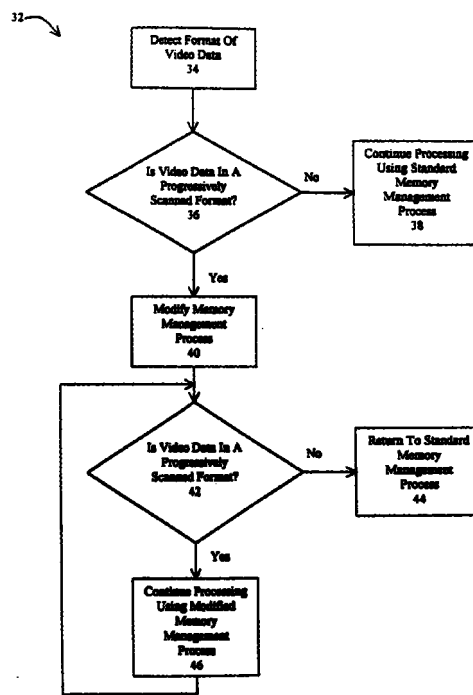 32
Detect Format Of
Video Data
34
Is Video Data In A
Progressively
Scanned Format?
36
No
Continue Processing
Using Standard
Memory
Management
Process
38
Yes
Modify Memory
Management
Process
40
Is Video Data In A
Progressively
Scanned Format?
42
No
Return To Standard
Memory
Management
Process
44
Yes
Continue Processing
Using Modified
Memory
Management
Process
46